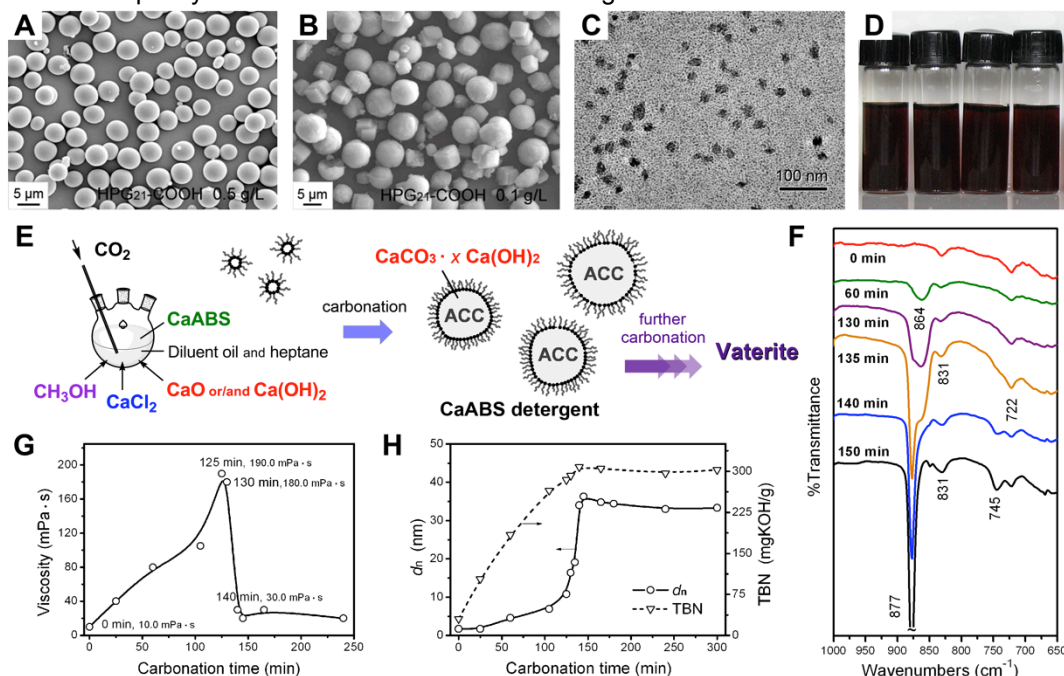 A
5 µm
HPG21-COOH 0.5 g/L
B
5 µm
HPG21-COOH 0.1 g/L
C
100 nm
D
E
CO2
CaABS
Diluent oil and heptane
CH3OH
CaCl2
CaO or/and Ca(OH)2
carbonation
CaCO3 · x Ca(OH)2
ACC
ACC
ACC
CaABS detergent
further
carbonation
Vaterite
F
0 min
60 min
864
130 min
135 min
831
722
140 min
150 min
831
745
877
%Transmittance
1000 950 900 850 800 750 700 650
Wavenumbers (cm-1)
G
200
160
120
80
40
0
Viscosity (mPa·s)
125 min, 190.0 mPa·s
130 min, 180.0 mPa·s
140 min, 30.0 mPa·s
0 min, 10.0 mPa·s
0 50 100 150 200 250
Carbonation time (min)
H
50
40
30
20
10
0
dn (nm)
300
225
150
75
0
TBN (mgKOH/g)
dn
TBN
0 50 100 150 200 250 300
Carbonation time (min)